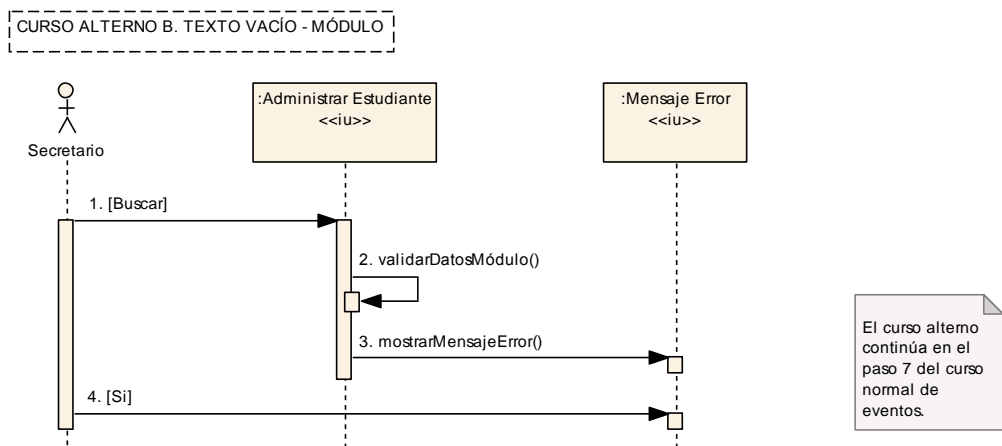 CURSO ALTERNO B. TEXTO VACÍO - MÓDULO
Secretario
:Administrar Estudiante
<<iu>>
:Mensaje Error
<<iu>>
1. [Buscar]
2. validarDatosMódulo()
3. mostrarMensajeError()
4. [Si]
El curso alterno
continúa en el
paso 7 del curso
normal de
eventos.